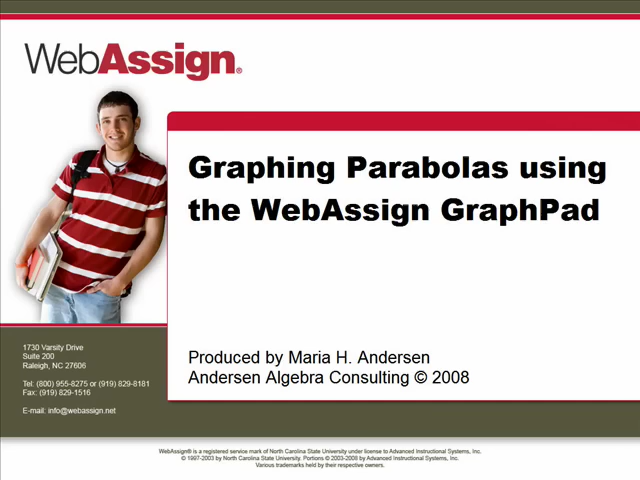 WebAssign®
Graphing Parabolas using
the WebAssign GraphPad
Produced by Maria H. Andersen
Andersen Algebra Consulting © 2008
1730 Varsity Drive
Suite 200
Raleigh, NC 27606
Tel: (800) 955-8275 or (919) 829-8181
Fax: (919) 829-1516
E-mail: info@webassign.net
WebAssign® is a registered service mark of North Carolina State University under license to Advanced Instructional Systems, Inc.
© 1997-2003 by North Carolina State University. Portions © 2003-2008 by Advanced Instructional Systems, Inc.
Various trademarks held by their respective owners.